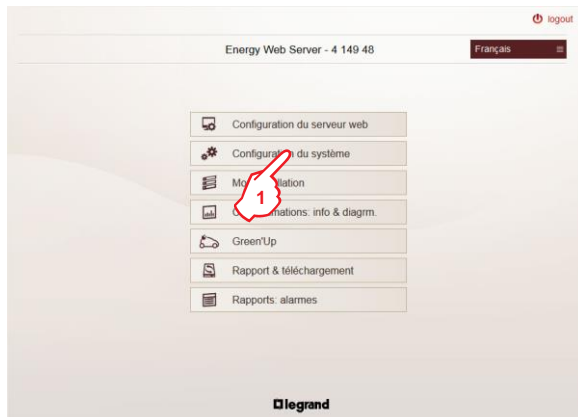 logout
Energy Web Server - 4 149 48
Français
Configuration du serveur web
Configuration du système
1
Green'Up
info & diagrm.
Rapport & téléchargement
Rapports: alarmes
legrand